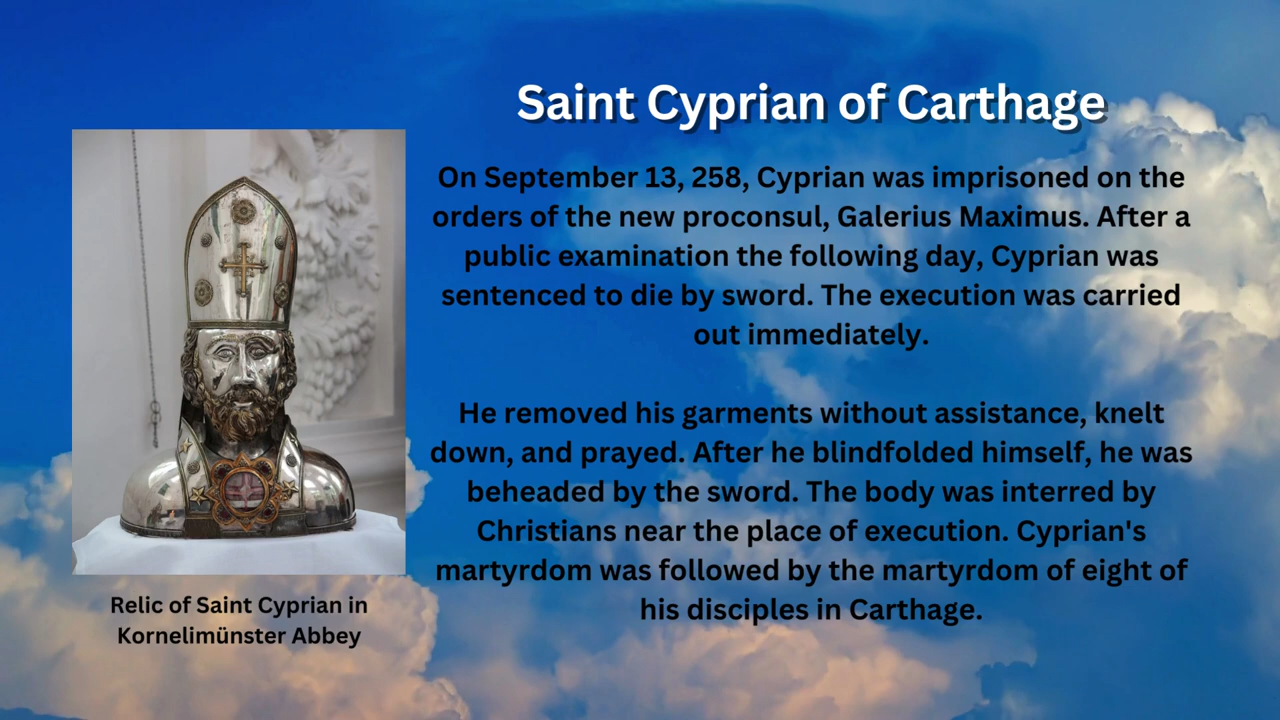 Saint Cyprian of Carthage
On September 13, 258, Cyprian was imprisoned on the
orders of the new proconsul, Galerius Maximus. After a
public examination the following day, Cyprian was
sentenced to die by sword. The execution was carried
out immediately.
He removed his garments without assistance, knelt
down, and prayed. After he blindfolded himself, he was
beheaded by the sword. The body was interred by
Christians near the place of execution. Cyprian's
martyrdom was followed by the martyrdom of eight of
his disciples in Carthage.
Relic of Saint Cyprian in
Kornelimünster Abbey